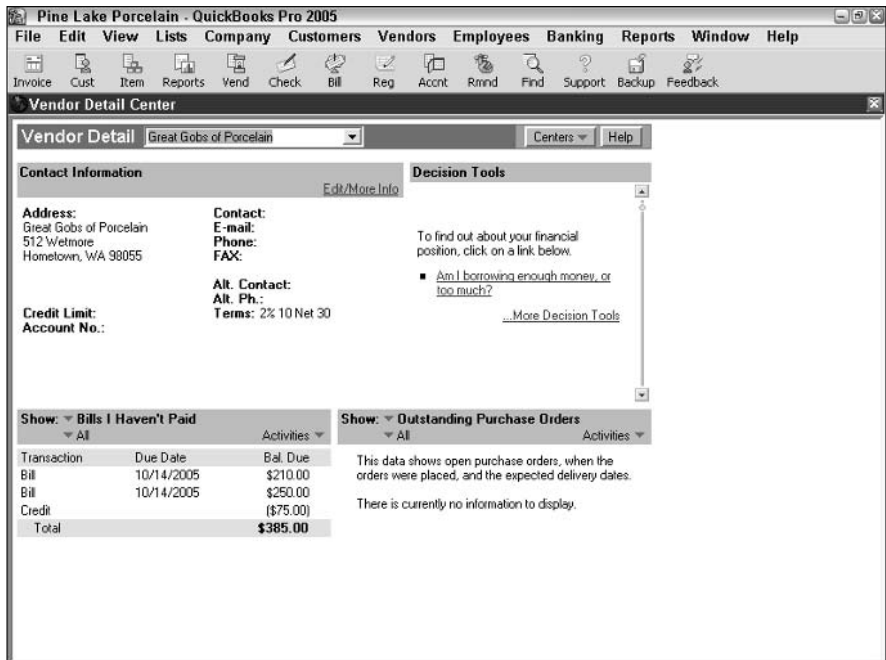 Pine Lake Porcelain - QuickBooks Pro 2005
File Edit View Lists Company Customers Vendors Employees Banking Reports Window Help
Invoice Cust Item Reports Vend Check Bill Reg Accnt Rmnd Find Support Backup Feedback
Vendor Detail Center
Vendor Detail Great Gobs of Porcelain Centers Help
Contact Information
Edit/More Info
Address:
Great Gobs of Porcelain
512 Wetmore
Hometown, WA 98055
Credit Limit:
Account No.:
Contact:
E-mail:
Phone:
FAX:
Alt. Contact:
Alt. Ph.:
Terms: 2% 10 Net 30
Decision Tools
To find out about your financial
position, click on a link below.
Am I borrowing enough money, or
too much?
...More Decision Tools
Show: Bills I Haven't Paid
All Activities
Transaction Due Date Bal. Due
Bill 10/14/2005 $210.00
Bill 10/14/2005 $250.00
Credit ($75.00)
Total $385.00
Show: Outstanding Purchase Orders
All Activities
This data shows open purchase orders, when the
orders were placed, and the expected delivery dates.
There is currently no information to display.